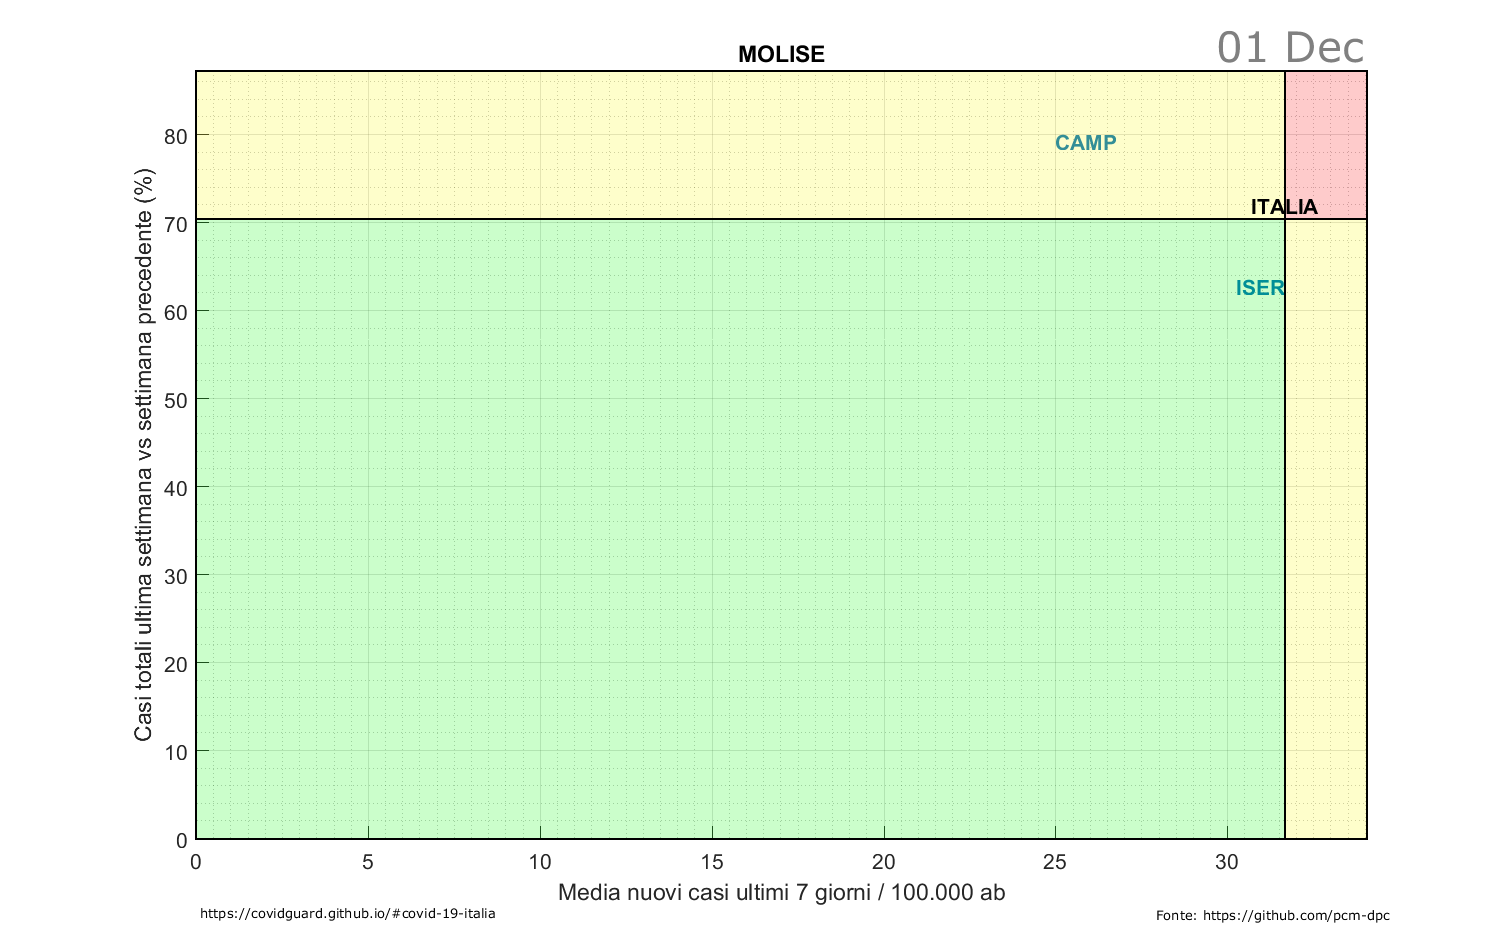 01 Dec
MOLISE
Casi totali ultima settimana vs settimana precedente (%)
80
70
60
50
40
30
20
10
0
CAMP
ITALIA
ISER
0 5 10 15 20 25 30
Media nuovi casi ultimi 7 giorni / 100.000 ab
https://covidguard.github.io/#covid-19-italia
Fonte: https://github.com/pcm-dpc